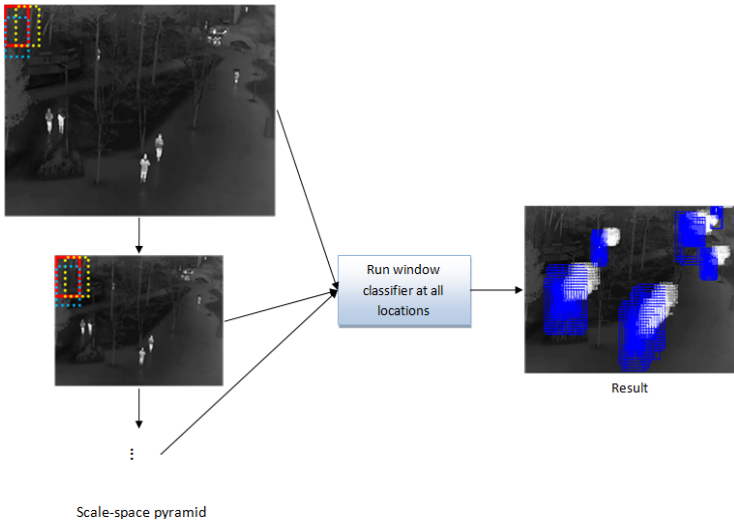 Run window
classifier at all
locations
Result
⋮
Scale-space pyramid